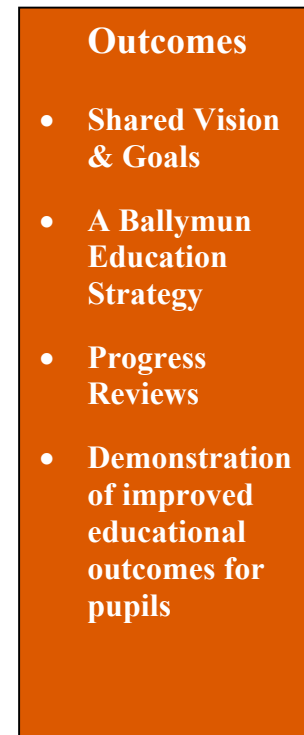 Outcomes
• Shared Vision
& Goals
• A Ballymun
Education
Strategy
• Progress
Reviews
• Demonstration
of improved
educational
outcomes for
pupils